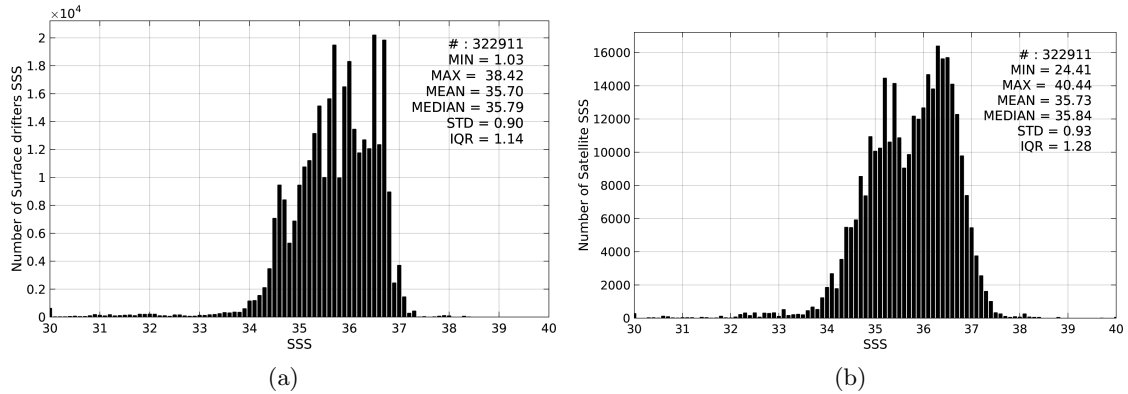 ×10⁴
2
1.8
1.6
1.4
1.2
1
0.8
0.6
0.4
0.2
0
Number of Surface drifters SSS
# : 322911
MIN = 1.03
MAX = 38.42
MEAN = 35.70
MEDIAN = 35.79
STD = 0.90
IQR = 1.14
30 31 32 33 34 35 36 37 38 39 40
SSS
(a)
16000
14000
12000
10000
8000
6000
4000
2000
0
Number of Satellite SSS
# : 322911
MIN = 24.41
MAX = 40.44
MEAN = 35.73
MEDIAN = 35.84
STD = 0.93
IQR = 1.28
30 31 32 33 34 35 36 37 38 39 40
SSS
(b)